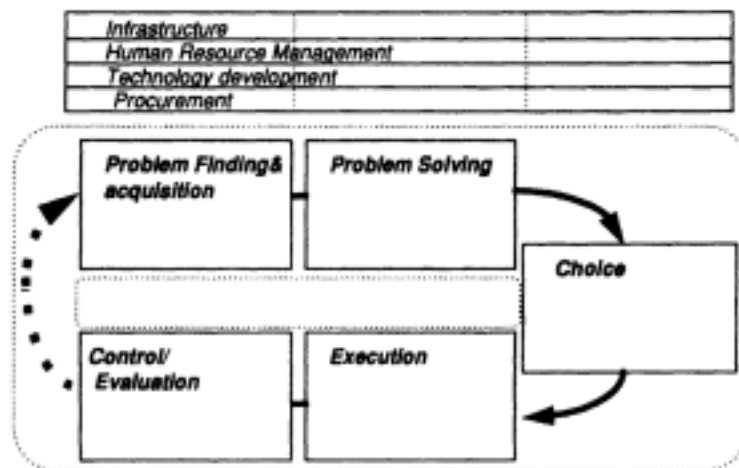 Infrastructure
Human Resource Management
Technology development
Procurement
Problem Finding&
acquisition
Problem Solving
Choice
Control/
Evaluation
Execution